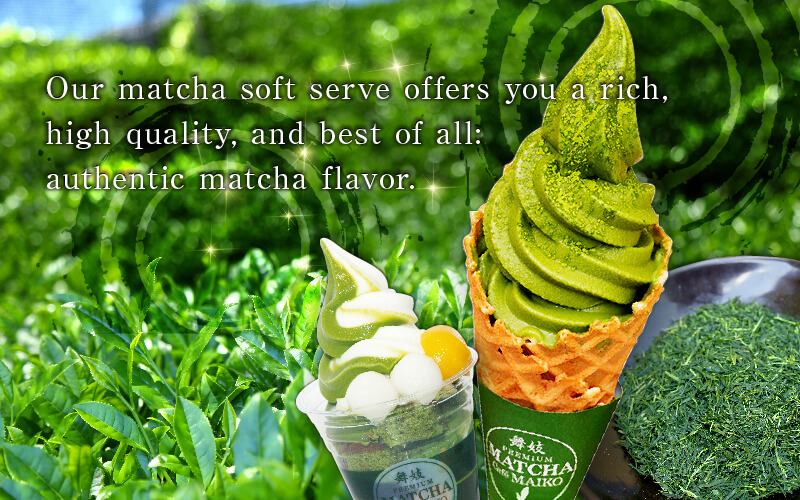 Our matcha soft serve offers you a rich,
high quality, and best of all:
authentic matcha flavor.
舞妓
PREMIUM
MATCHA
CAFE MAIKO
舞妓
PREMIUM
MATCHA